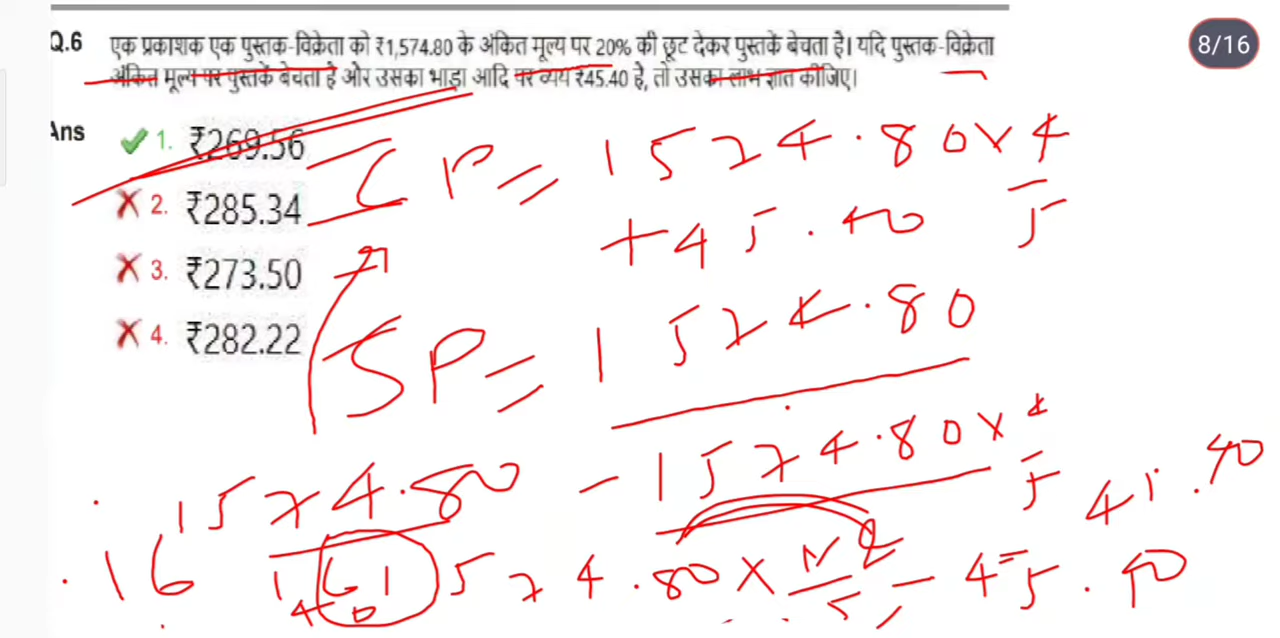 8/16
Q.6 एक प्रकाशक एक पुस्तक-विक्रेता को ₹1,574.80 के अंकित मूल्य पर 20% की छूट देकर पुस्तकें बेचता है। यदि पुस्तक-विक्रेता
अंकित मूल्य पर पुस्तकें बेचता है और उसका भाड़ा आदि पर व्यय ₹45.40 है, तो उसका लाभ ज्ञात कीजिए।
Ans
1. ₹269.56
2. ₹285.34
3. ₹273.50
4. ₹282.22
CP = 1574.80 × 4/5
+ 45.40
SP = 1574.80
1574.80 - 1574.80 × 4/5
1574.80 ×
- 45.40